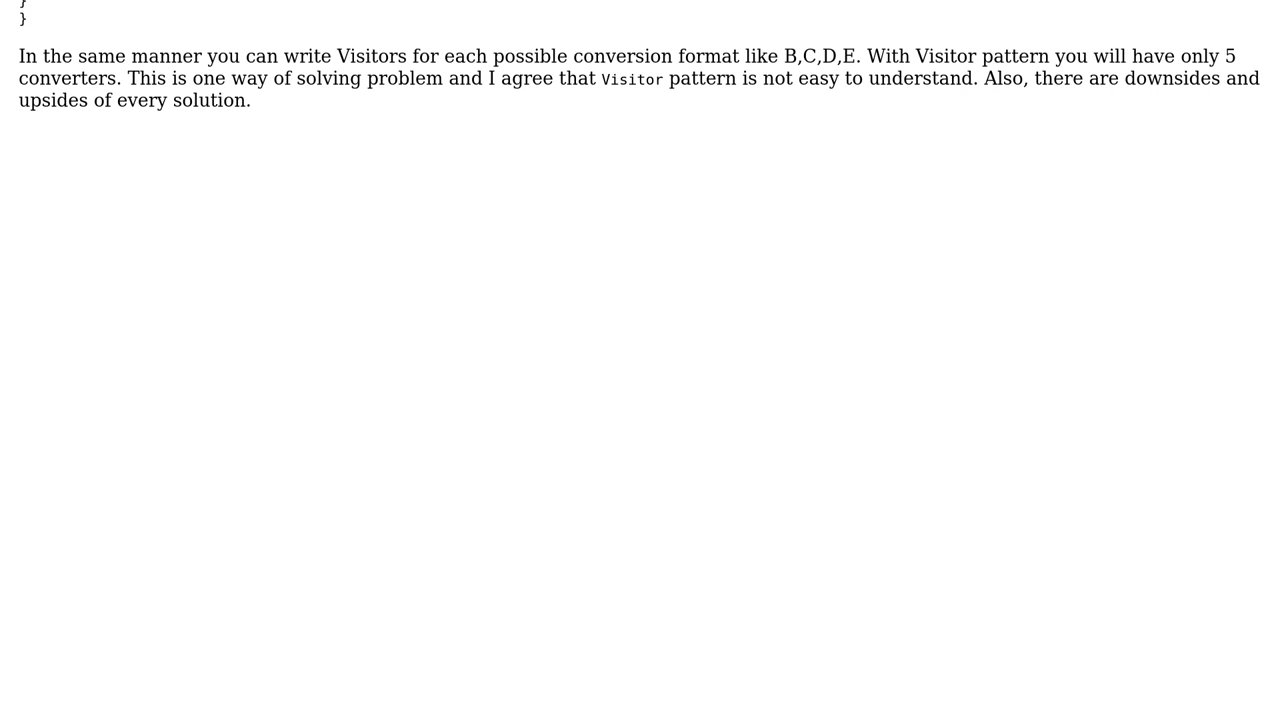 }
}
In the same manner you can write Visitors for each possible conversion format like B,C,D,E. With Visitor pattern you will have only 5
converters. This is one way of solving problem and I agree that Visitor pattern is not easy to understand. Also, there are downsides and
upsides of every solution.